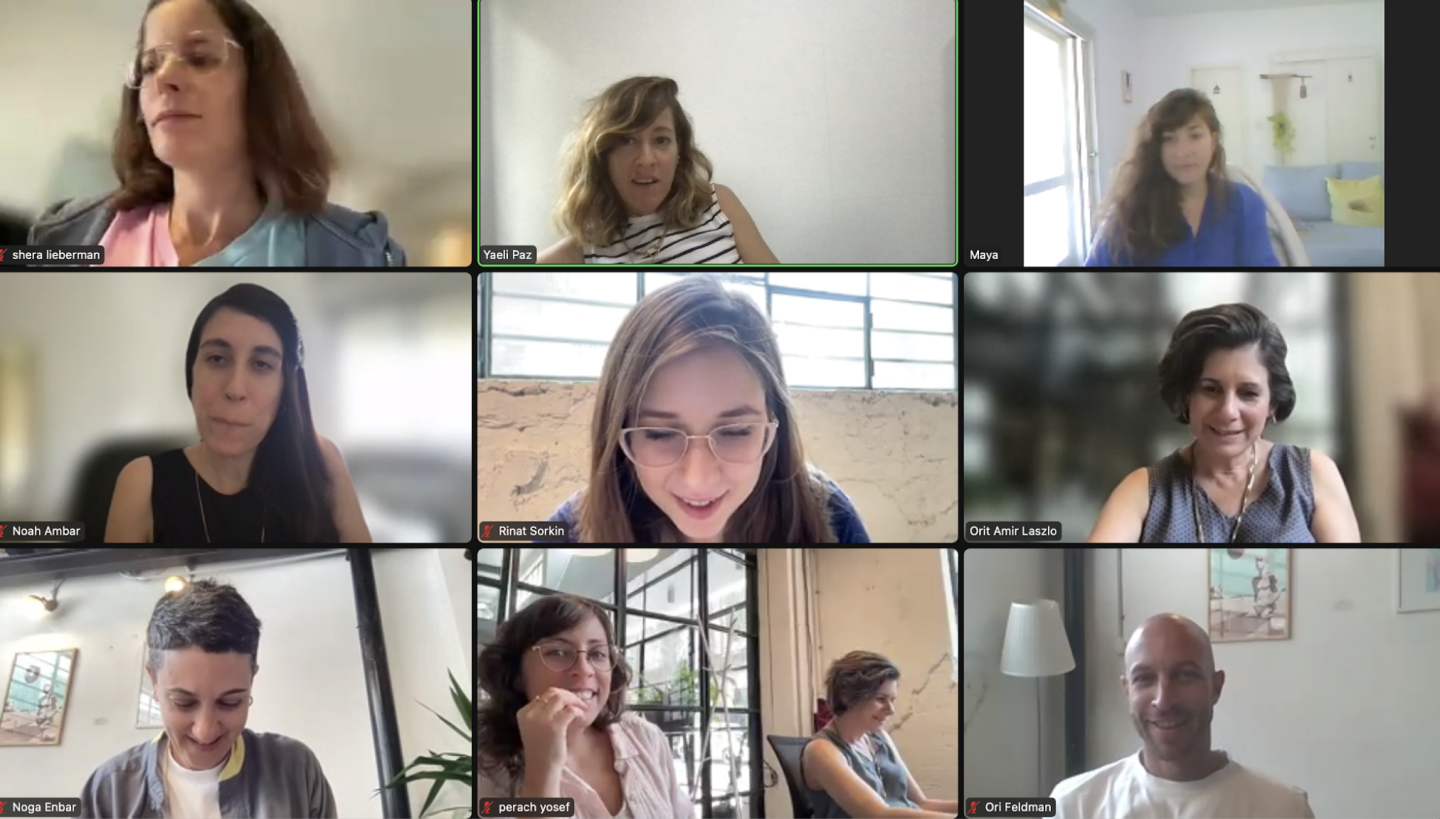 shera lieberman
Yaeli Paz
Maya
Noah Ambar
Rinat Sorkin
Orit Amir Laszlo
Noga Enbar
perach yosef
Ori Feldman